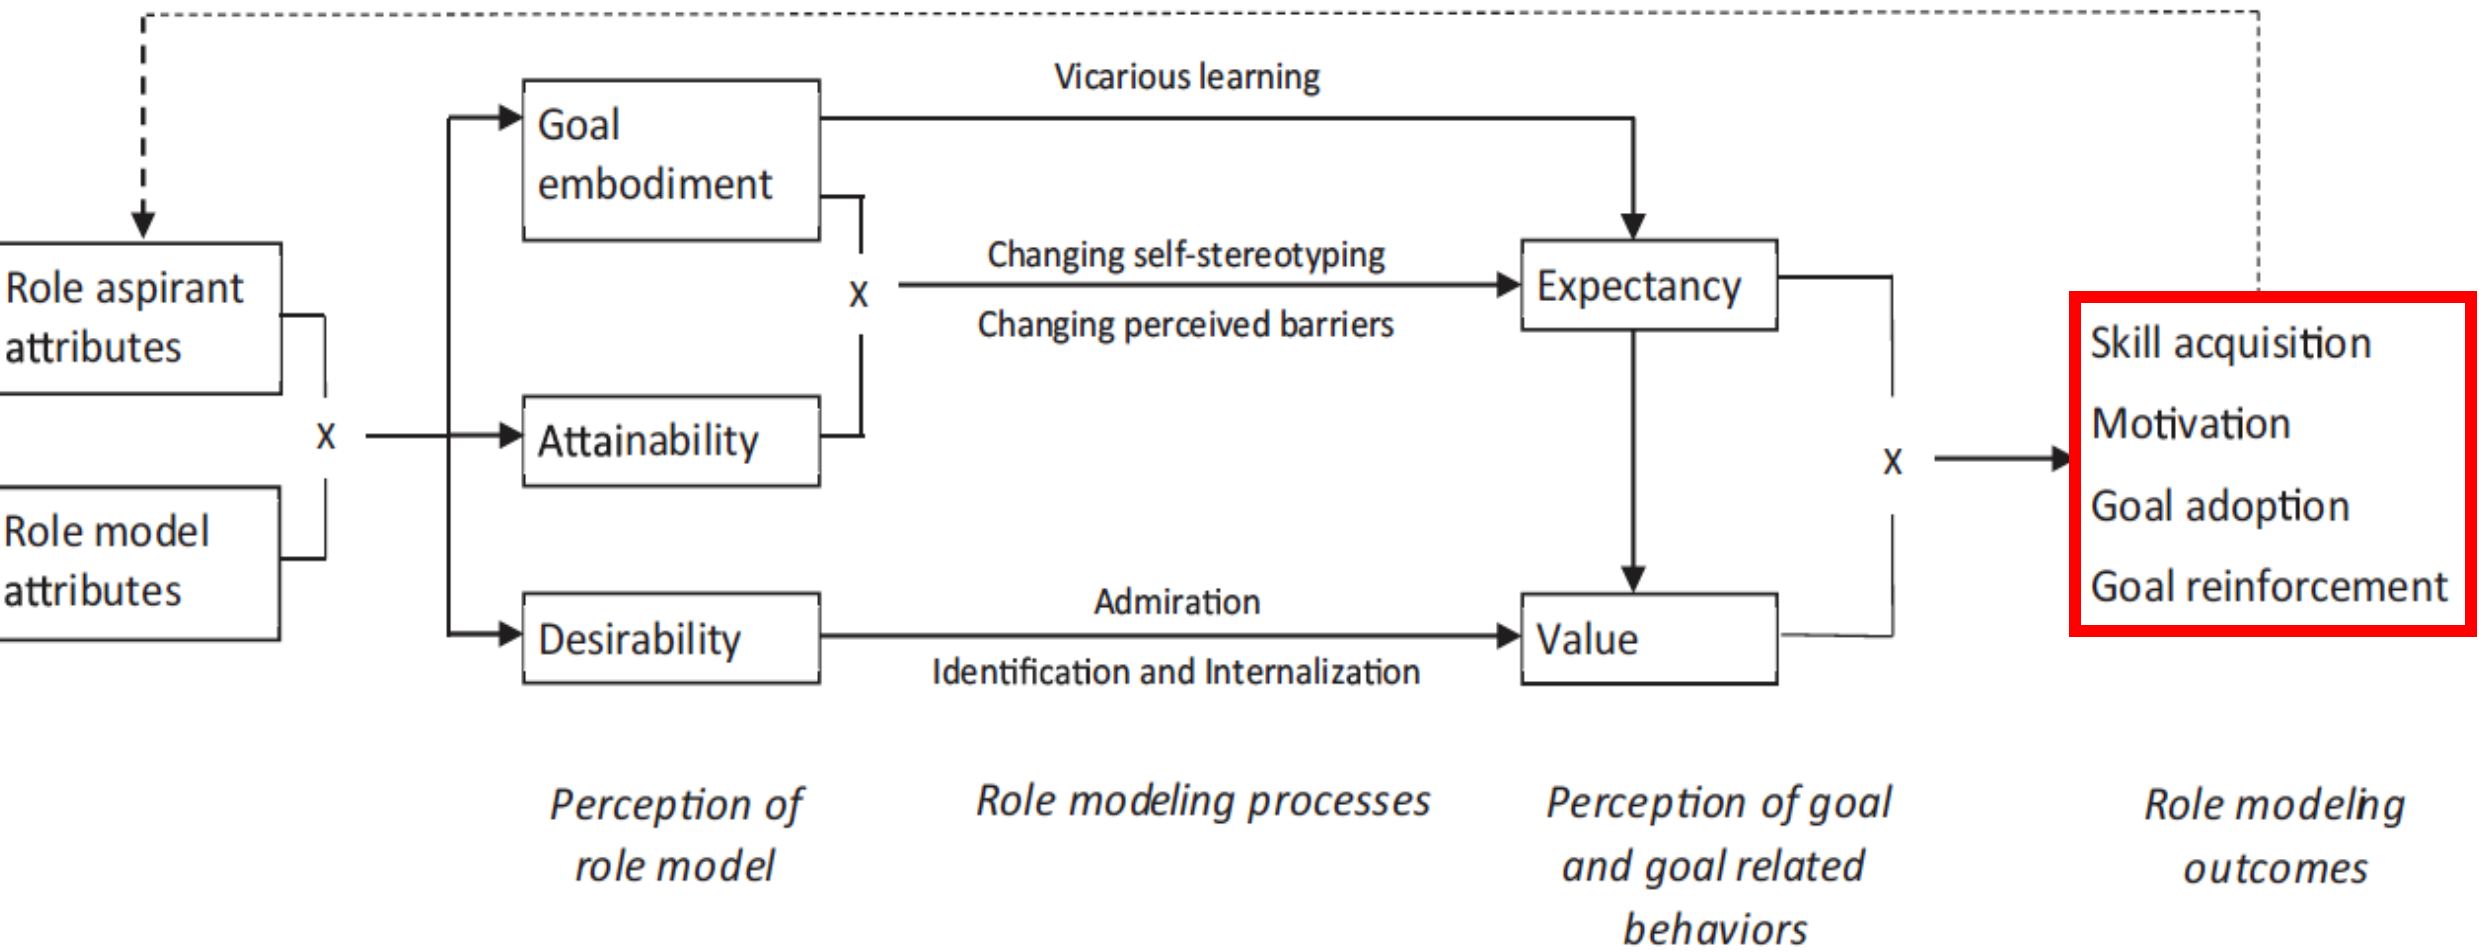 Vicarious learning
Goal
embodiment
Role aspirant
attributes
X
Changing self-stereotyping
X
Changing perceived barriers
Expectancy
Skill acquisition
Motivation
Goal adoption
Goal reinforcement
X
Attainability
Role model
attributes
Desirability
Admiration
Identification and Internalization
Value
Perception of
role model
Role modeling processes
Perception of goal
and goal related
behaviors
Role modeling
outcomes